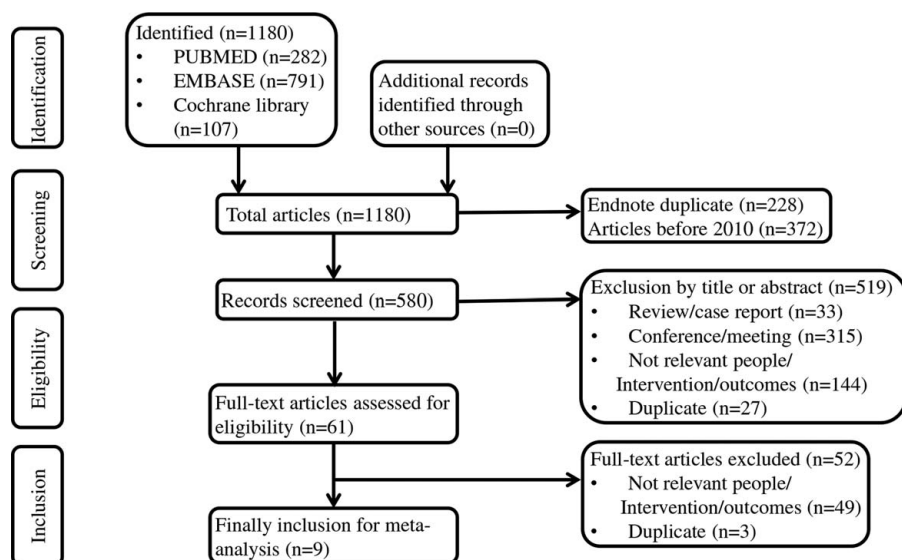 Identification
Identified (n=1180)
• PUBMED (n=282)
• EMBASE (n=791)
• Cochrane library
(n=107)
Additional records
identified through
other sources (n=0)
Screening
Total articles (n=1180)
Endnote duplicate (n=228)
Articles before 2010 (n=372)
Records screened (n=580)
Exclusion by title or abstract (n=519)
• Review/case report (n=33)
• Conference/meeting (n=315)
• Not relevant people/
Intervention/outcomes (n=144)
• Duplicate (n=27)
Eligibility
Full-text articles assessed for
eligibility (n=61)
Inclusion
Full-text articles excluded (n=52)
• Not relevant people/
Intervention/outcomes (n=49)
• Duplicate (n=3)
Finally inclusion for meta-
analysis (n=9)